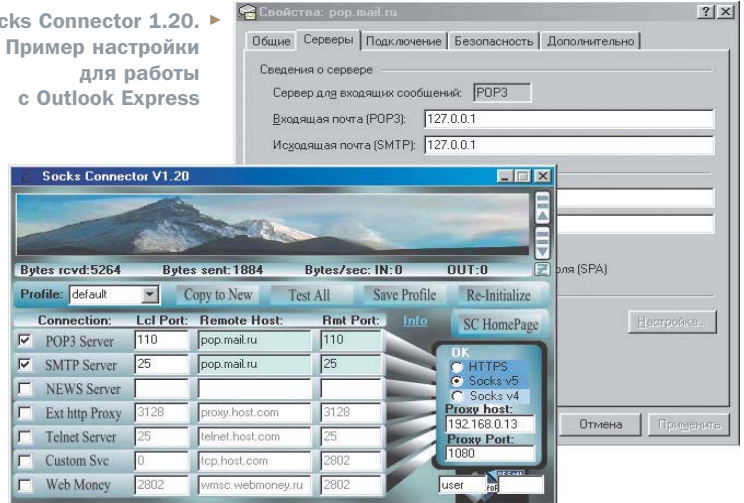 cks Connector 1.20. ►
Пример настройки
для работы
с Outlook Express
Свойства: pop.mail.ru
Общие Серверы Подключение Безопасность Дополнительно
Сведения о сервере
Сервер для входящих сообщений: POP3
Входящая почта (POP3): 127.0.0.1
Исходящая почта (SMTP): 127.0.0.1
оля (SPA)
Настройка...
Отмена Применить
Socks Connector V1.20
Bytes rcvd:5264 Bytes sent:1884 Bytes/sec: IN:0 OUT:0
Profile: default Copy to New Test All Save Profile Re-Initialize
Connection: Lcl Port: Remote Host: Rmt Port: Info SC HomePage
POP3 Server 110 pop.mail.ru 110
SMTP Server 25 pop.mail.ru 25
NEWS Server
Ext http Proxy 3128 proxy.host.com 3128
Telnet Server 25 telnet.host.com 25
Custom Svc 0 tcp.host.com 2802
Web Money 2802 wmsc.webmoney.ru 2802
OK
HTTPS
Socks v5
Socks v4
Proxy host:
192.168.0.13
Proxy Port:
1080
user